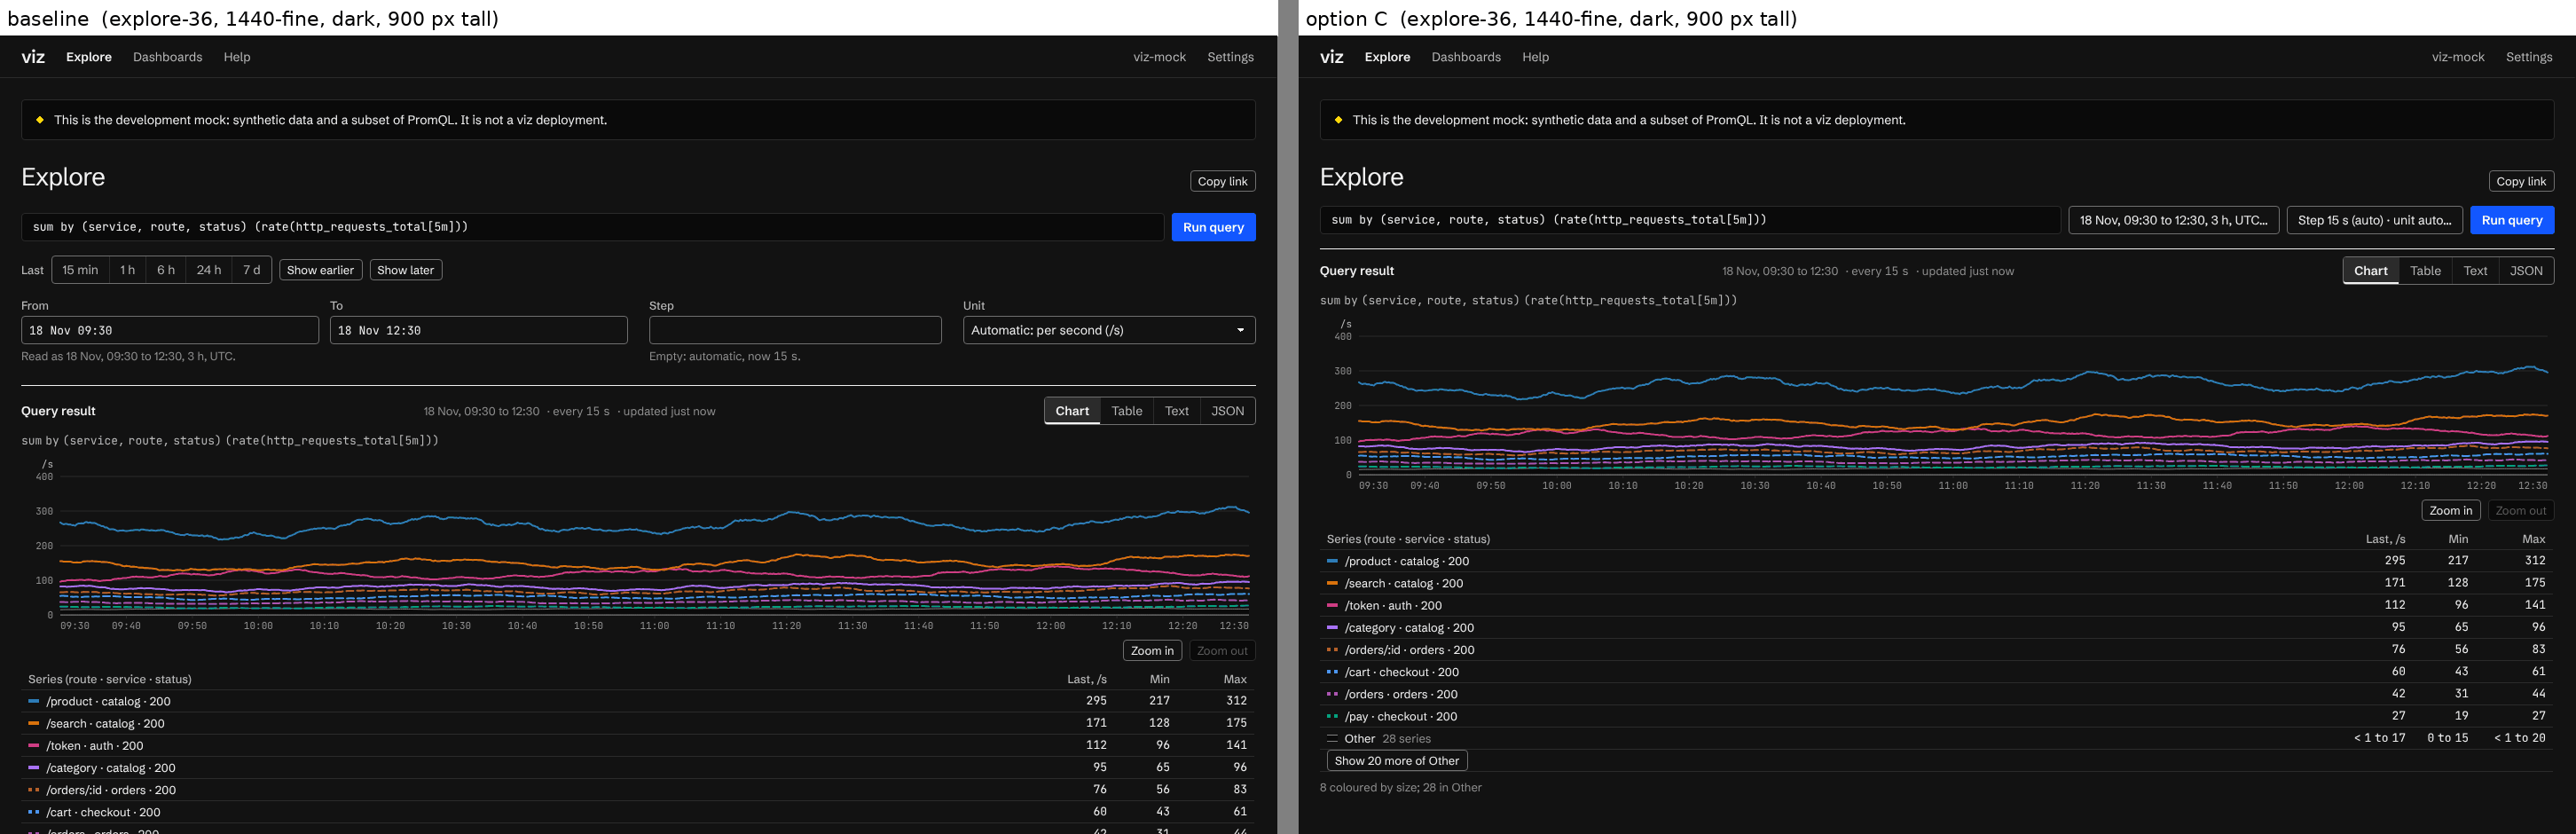 baseline  (explore-36, 1440-fine, dark, 900 px tall)
viz Explore Dashboards Help viz-mock Settings
This is the development mock: synthetic data and a subset of PromQL. It is not a viz deployment.
Explore Copy link
sum by (service, route, status) (rate(http_requests_total[5m])) Run query
Last 15 min 1 h 6 h 24 h 7 d Show earlier Show later
From To Step Unit
18 Nov 09:30 18 Nov 12:30 Automatic: per second (/s)
Read as 18 Nov, 09:30 to 12:30, 3 h, UTC. Empty: automatic, now 15 s.
Query result 18 Nov, 09:30 to 12:30 · every 15 s · updated just now Chart Table Text JSON
sum by (service, route, status) (rate(http_requests_total[5m]))
/s
400
300
200
100
0
09:30 09:40 09:50 10:00 10:10 10:20 10:30 10:40 10:50 11:00 11:10 11:20 11:30 11:40 11:50 12:00 12:10 12:20 12:30
Zoom in Zoom out
Series (route · service · status) Last, /s Min Max
/product · catalog · 200 295 217 312
/search · catalog · 200 171 128 175
/token · auth · 200 112 96 141
/category · catalog · 200 95 65 96
/orders/:id · orders · 200 76 56 83
/cart · checkout · 200 60 43 61
/orders · orders · 200 42 31 44
option C  (explore-36, 1440-fine, dark, 900 px tall)
viz Explore Dashboards Help viz-mock Settings
This is the development mock: synthetic data and a subset of PromQL. It is not a viz deployment.
Explore Copy link
sum by (service, route, status) (rate(http_requests_total[5m])) 18 Nov, 09:30 to 12:30, 3 h, UTC... Step 15 s (auto) · unit auto... Run query
Query result 18 Nov, 09:30 to 12:30 · every 15 s · updated just now Chart Table Text JSON
sum by (service, route, status) (rate(http_requests_total[5m]))
/s
400
300
200
100
0
09:30 09:40 09:50 10:00 10:10 10:20 10:30 10:40 10:50 11:00 11:10 11:20 11:30 11:40 11:50 12:00 12:10 12:20 12:30
Zoom in Zoom out
Series (route · service · status) Last, /s Min Max
/product · catalog · 200 295 217 312
/search · catalog · 200 171 128 175
/token · auth · 200 112 96 141
/category · catalog · 200 95 65 96
/orders/:id · orders · 200 76 56 83
/cart · checkout · 200 60 43 61
/orders · orders · 200 42 31 44
/pay · checkout · 200 27 19 27
Other 28 series < 1 to 17 0 to 15 < 1 to 20
Show 20 more of Other
8 coloured by size; 28 in Other